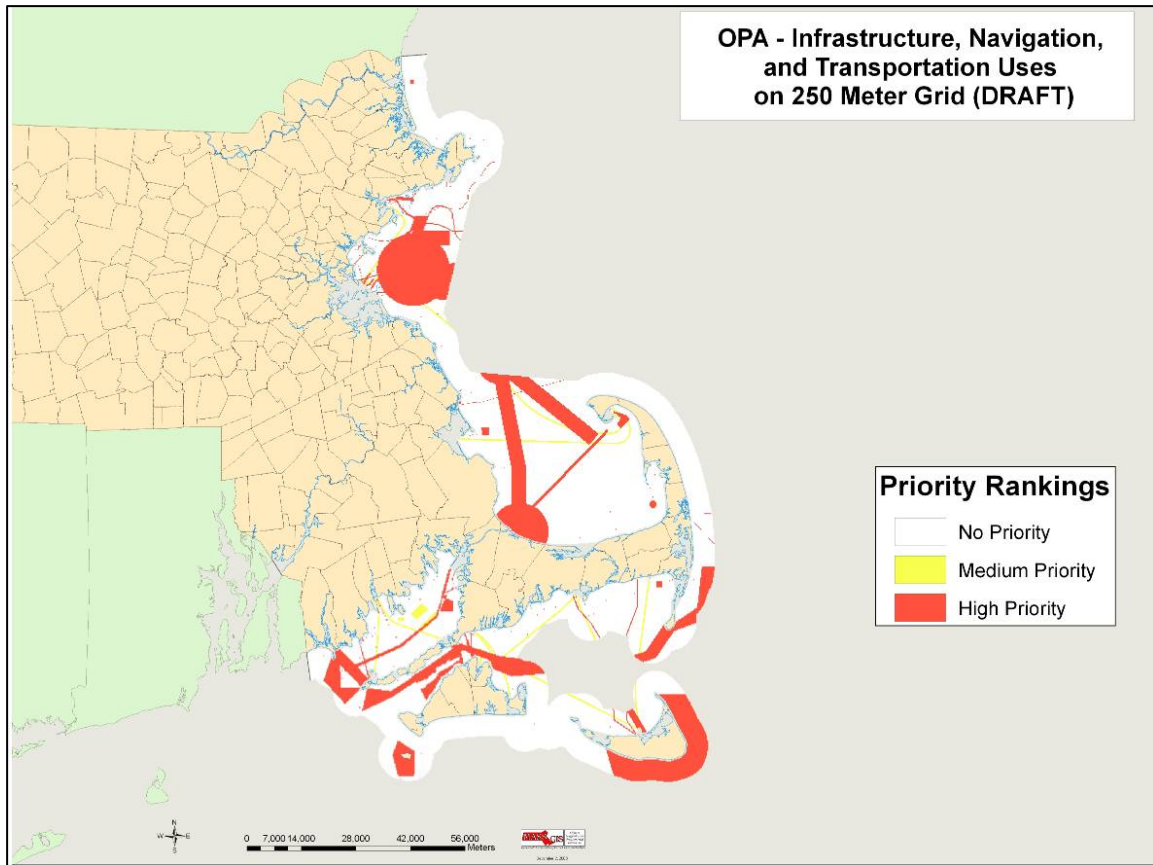 OPA - Infrastructure, Navigation,
and Transportation Uses
on 250 Meter Grid (DRAFT)
Priority Rankings
No Priority
Medium Priority
High Priority
N
W E
S
0 7,000 14,000 28,000 42,000 56,000
Meters
GIS